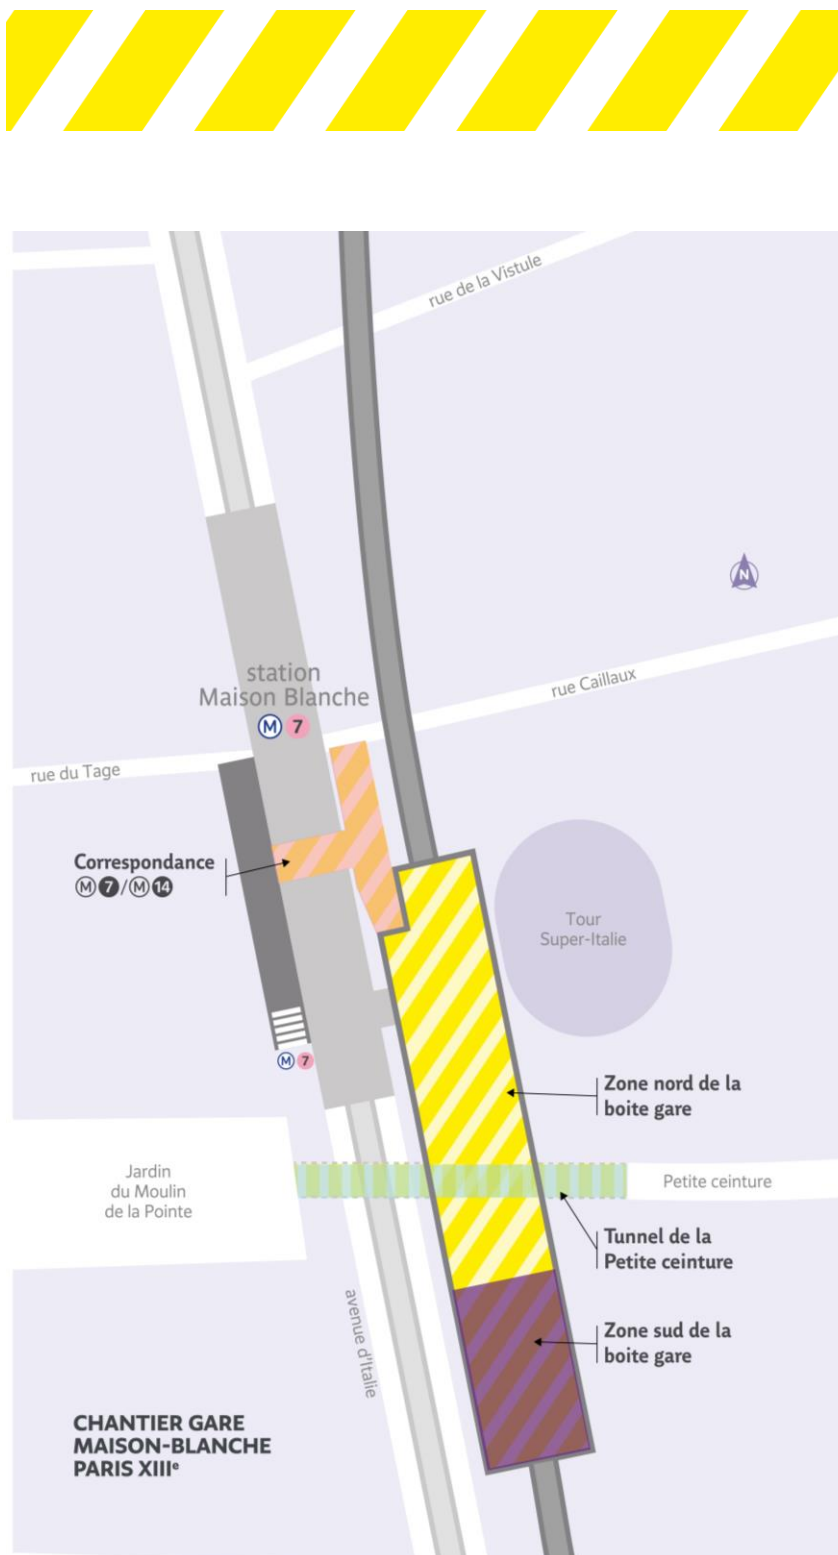 rue de la Vistule
N
station
Maison Blanche
M 7
rue Caillaux
rue du Tage
Correspondance
M 7 / M 14
Tour
Super-Italie
M 7
Zone nord de la
boite gare
Jardin
du Moulin
de la Pointe
Petite ceinture
Tunnel de la
Petite ceinture
avenue d'Italie
Zone sud de la
boite gare
CHANTIER GARE
MAISON-BLANCHE
PARIS XIIIᵉ